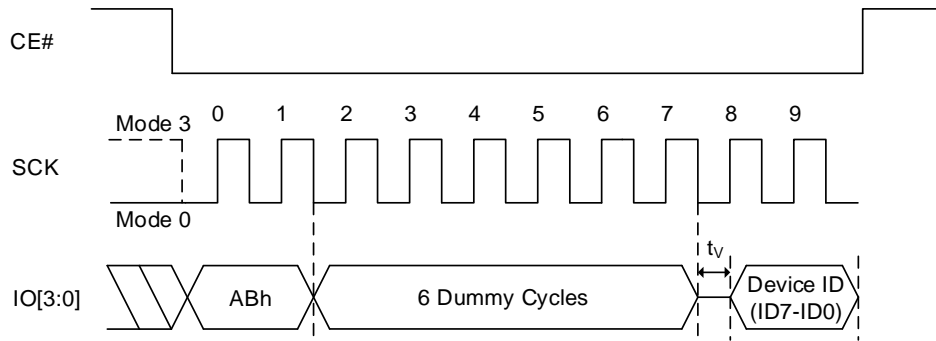 CE#
0 1 2 3 4 5 6 7 8 9
Mode 3
SCK
Mode 0
tV
IO[3:0]
ABh
6 Dummy Cycles
Device ID
(ID7-ID0)